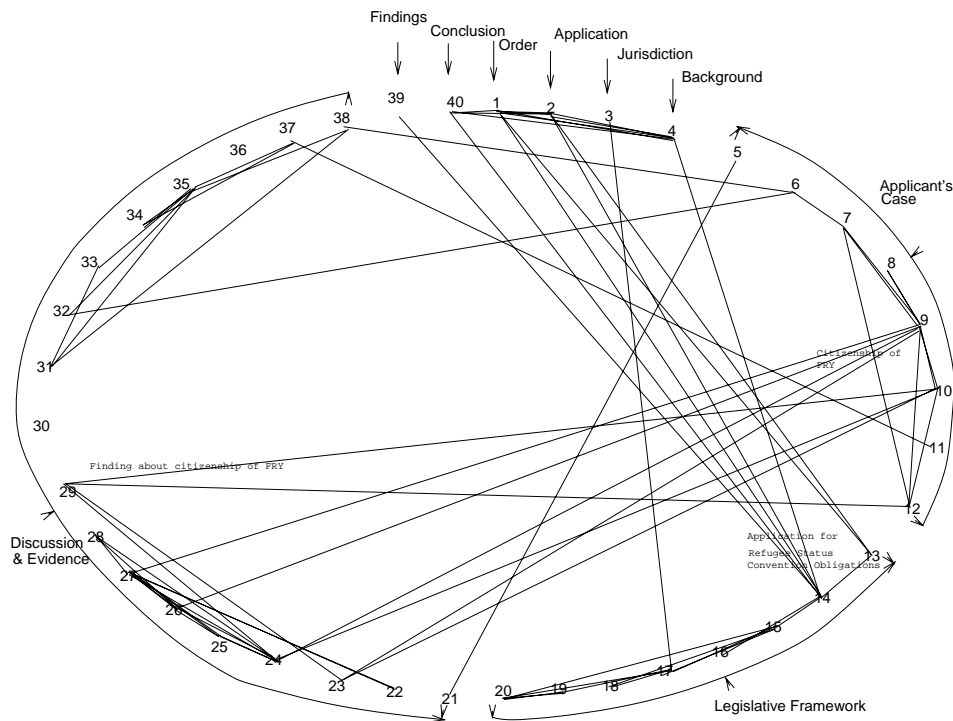 Findings
Conclusion
Order
Application
Jurisdiction
Background
39
40
1
2
3
4
5
6
7
8
9
10
11
12
13
14
15
16
17
18
19
20
21
22
23
24
25
26
27
28
29
30
31
32
33
34
35
36
37
38
Applicant's
Case
Citizenship of
FRY
Finding about citizenship of FRY
Discussion
& Evidence
Application for
Refugee Status
Convention Obligations
Legislative Framework